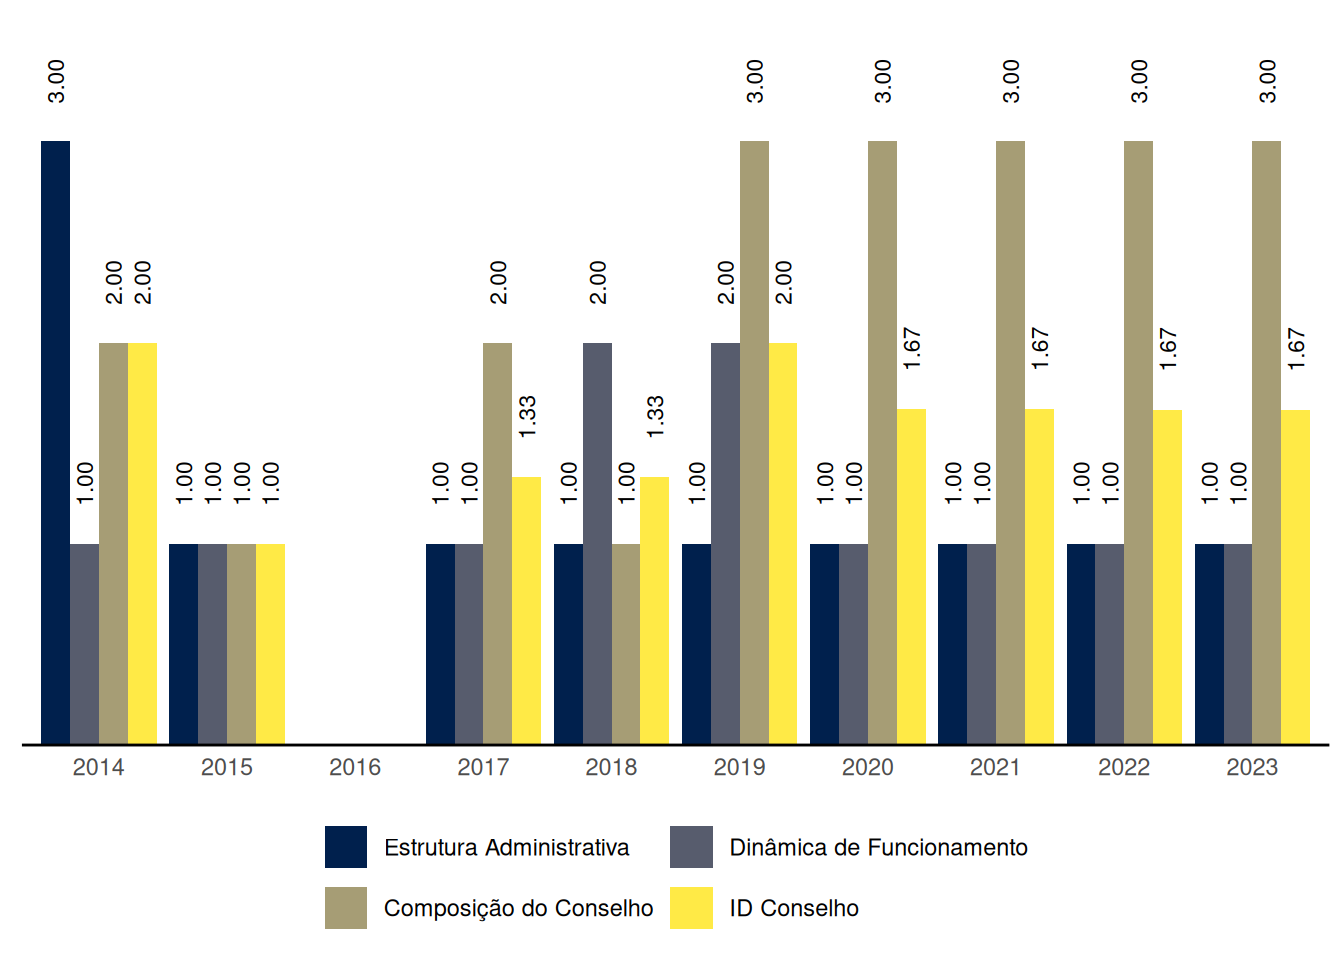 3.00 3.00 3.00 3.00 3.00 3.00
2.00 2.00 2.00 2.00 2.00 2.00
1.33 1.33 1.67 1.67 1.67 1.67
1.00 1.00 1.00 1.00 1.00 1.00 1.00 1.00 1.00 1.00 1.00 1.00 1.00 1.00 1.00 1.00 1.00 1.00
2014 2015 2016 2017 2018 2019 2020 2021 2022 2023
Estrutura Administrativa Dinâmica de Funcionamento
Composição do Conselho ID Conselho